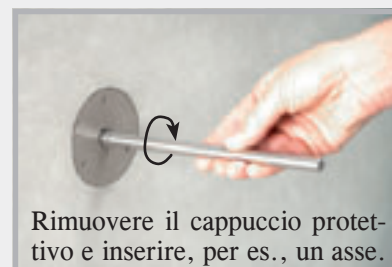 Rimuovere il cappuccio protet-
tivo e inserire, per es., un asse.